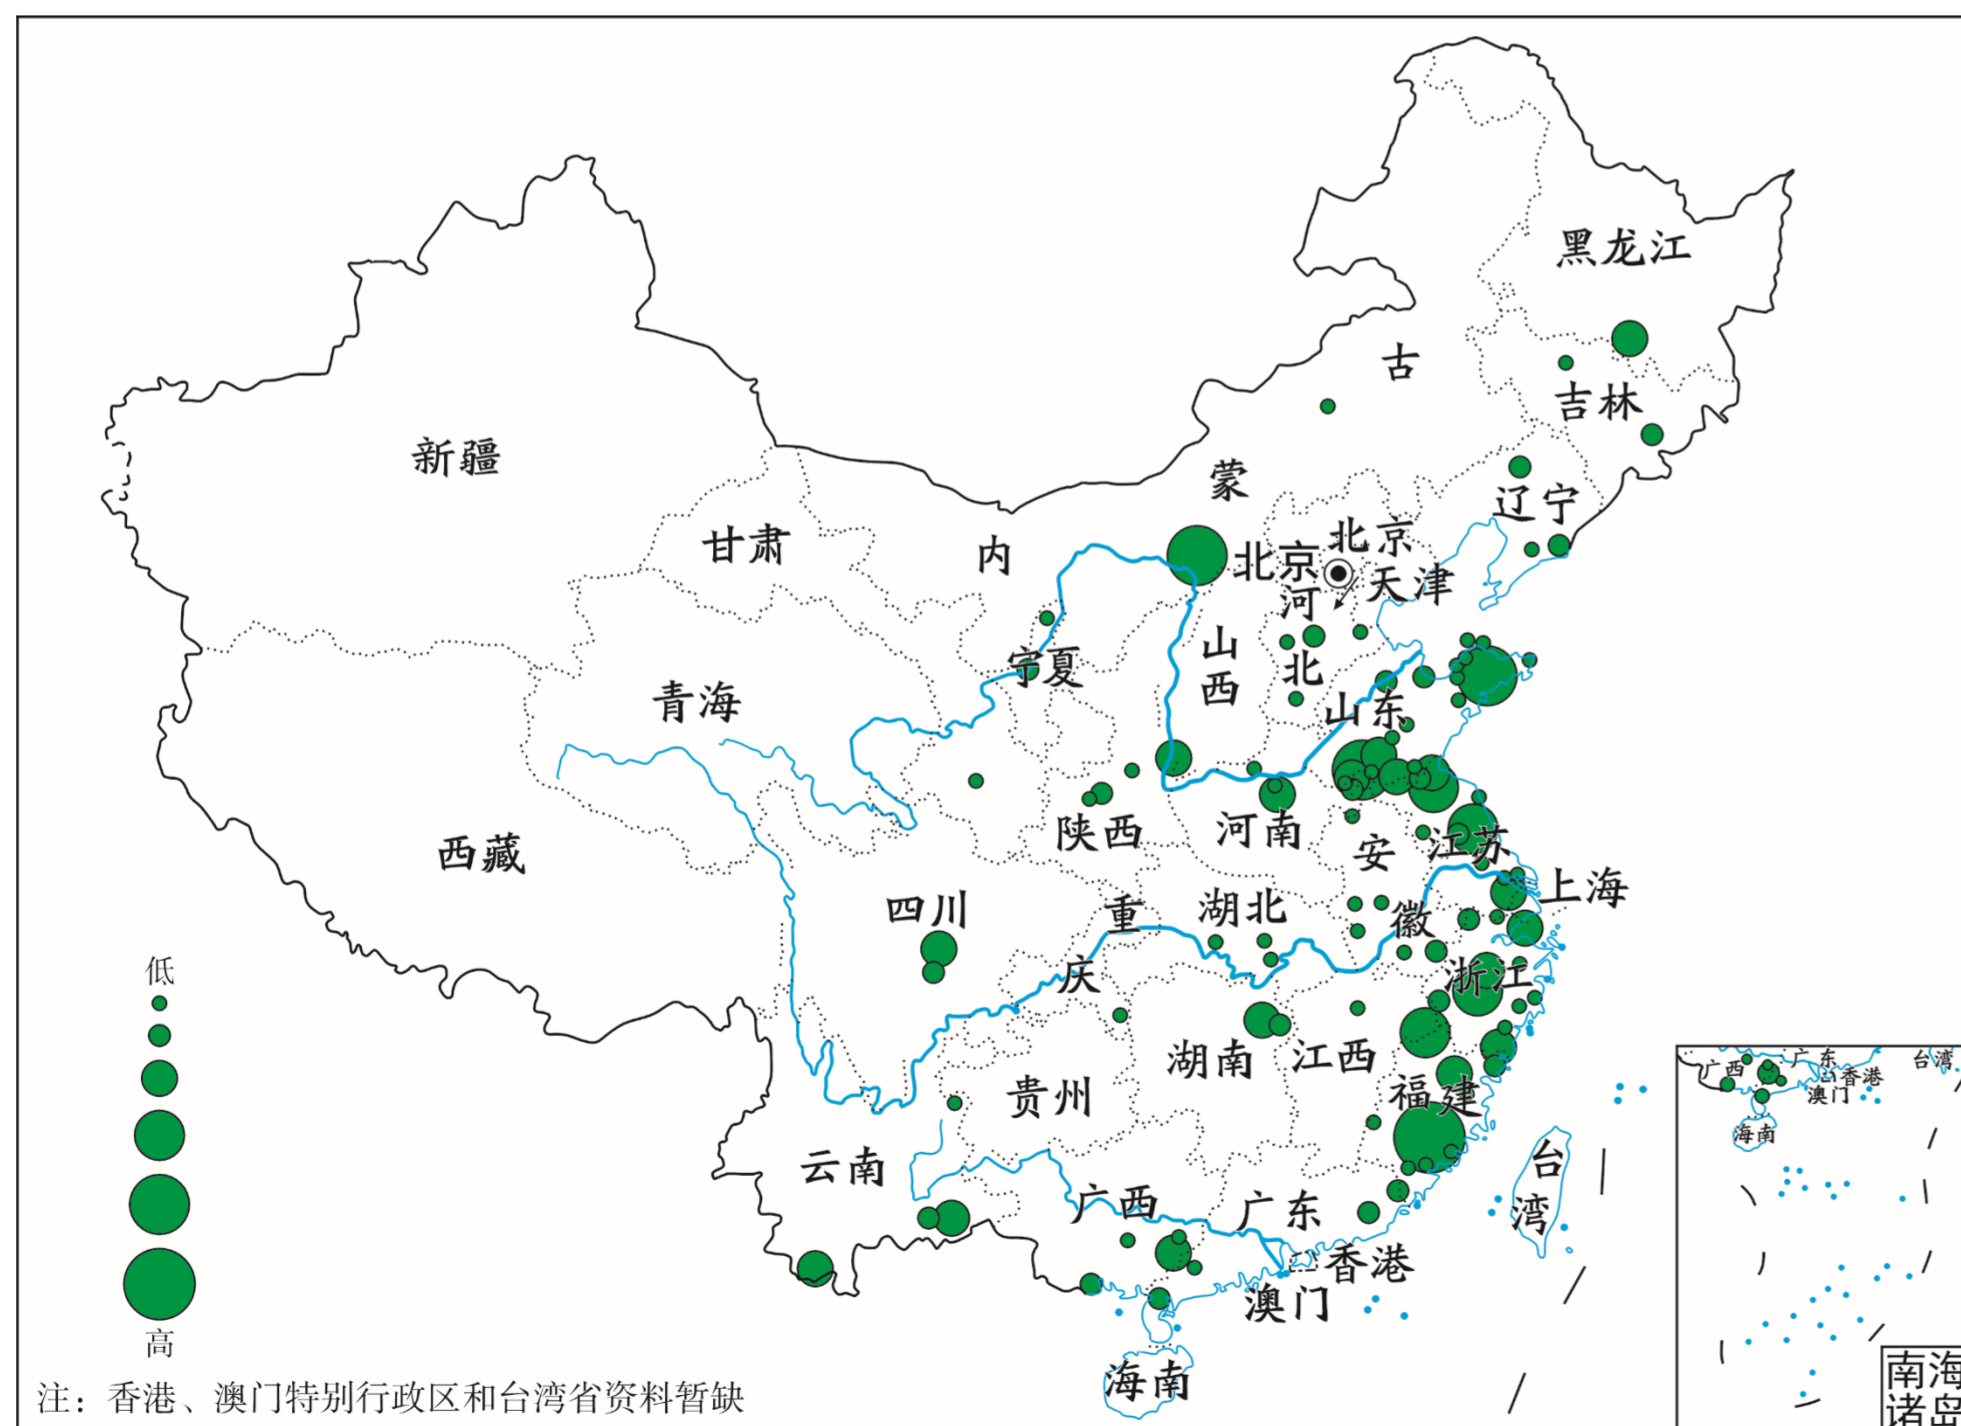 黑龙江
古
吉林
新疆
蒙
辽宁
甘肃
内
北京
北京
天津
河
山
西
宁夏
北
青海
山东
陕西
河南
西藏
安
江苏
四川
重
湖北
徽
上海
庆
浙江
低
湖南
江西
贵州
福建
云南
台
湾
广西
广东
香港
澳门
海南
高
注：香港、澳门特别行政区和台湾省资料暂缺
广西
广东
台湾
香港
澳门
海南
南海
诸岛